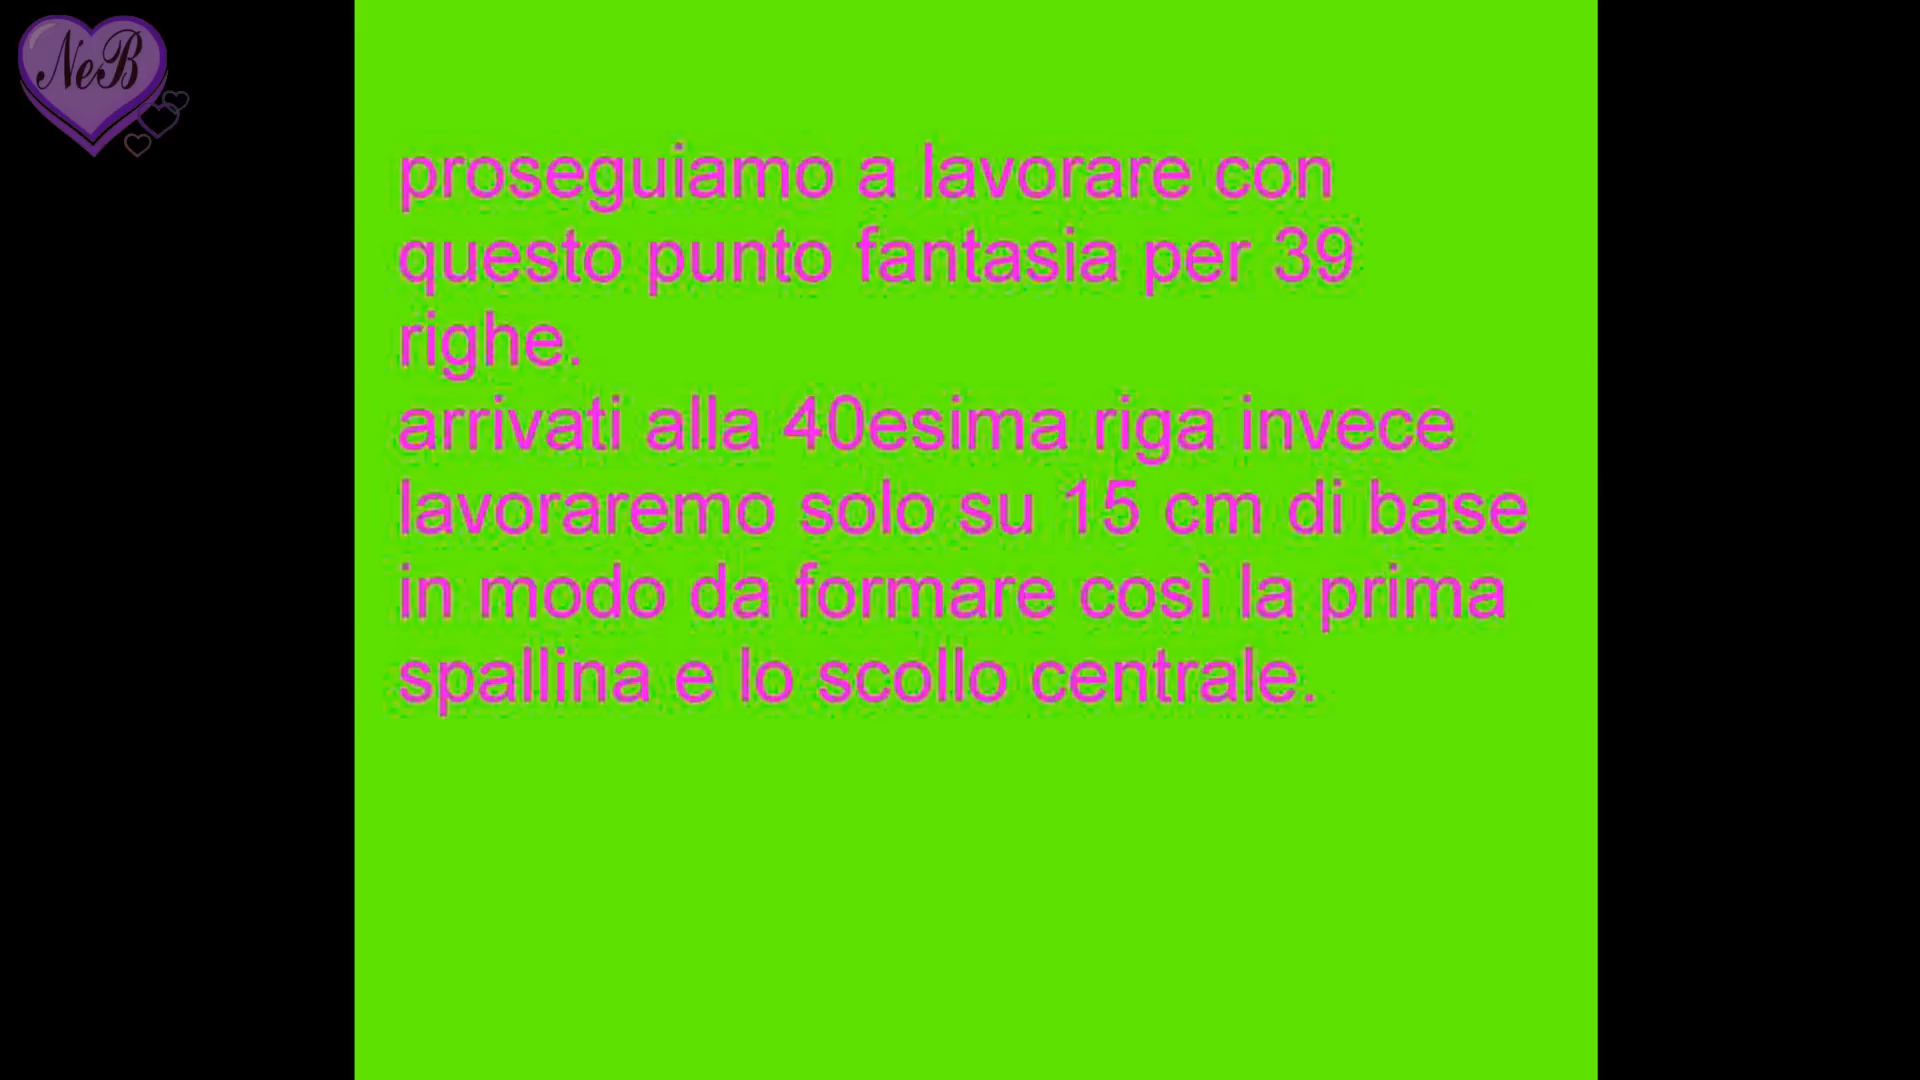 NeB
proseguiamo a lavorare con
questo punto fantasia per 39
righe.
arrivati alla 40esima riga invece
lavoraremo solo su 15 cm di base
in modo da formare così la prima
spallina e lo scollo centrale.